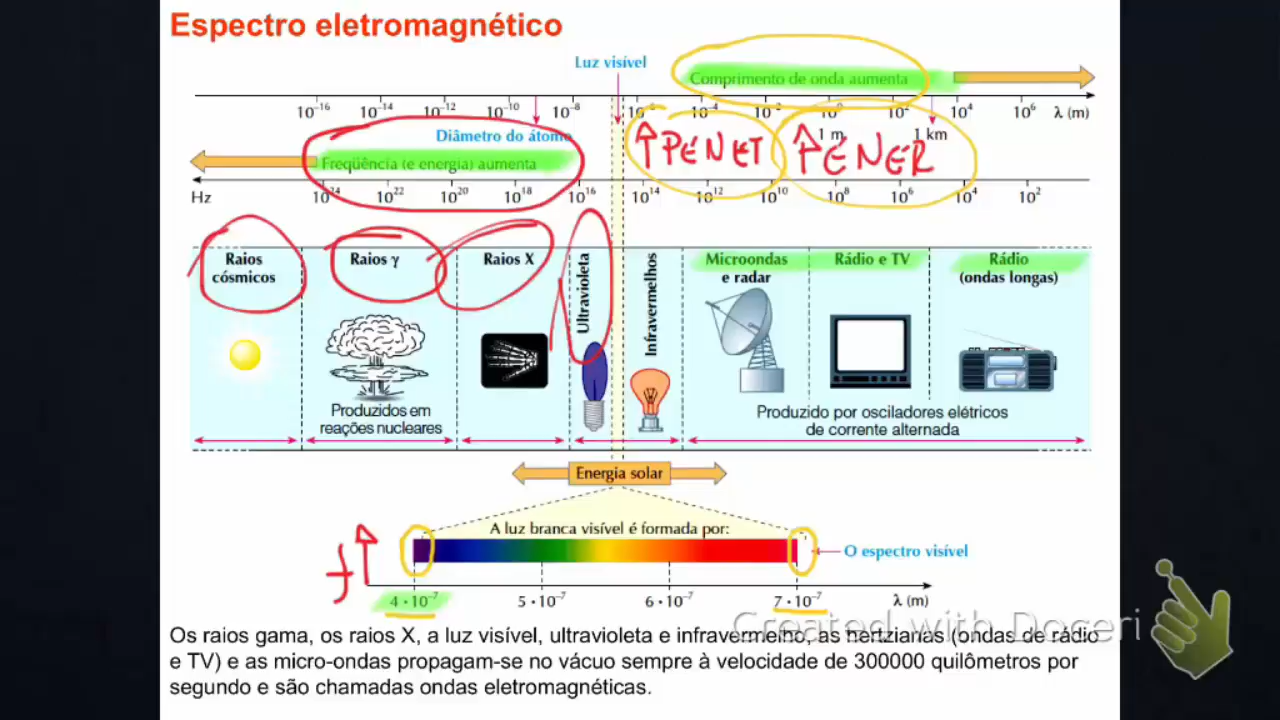 Espectro eletromagnético
Luz visível
Comprimento de onda aumenta
10⁻¹⁶ 10⁻¹⁴ 10⁻¹² 10⁻¹⁰ 10⁻⁸ 10⁻⁶ 10⁻⁴ 10⁻² 10⁰ 10² 10⁴ 10⁶ λ (m)
Diâmetro do átomo
1 m 1 km
↑PENET ↑ENER
Freqüência (e energia) aumenta
Hz 10²⁴ 10²² 10²⁰ 10¹⁸ 10¹⁶ 10¹⁴ 10¹² 10¹⁰ 10⁸ 10⁶ 10⁴ 10²
Raios
cósmicos
Raios γ
Raios X
Ultravioleta
Infravermelhos
Microondas
e radar
Rádio e TV
Rádio
(ondas longas)
Produzidos em
reações nucleares
Produzido por osciladores elétricos
de corrente alternada
Energia solar
A luz branca visível é formada por:
O espectro visível
f↑
4·10⁻⁷ 5·10⁻⁷ 6·10⁻⁷ 7·10⁻⁷ λ (m)
Created with Doceri
Os raios gama, os raios X, a luz visível, ultravioleta e infravermelho, as hertzianas (ondas de rádio
e TV) e as micro-ondas propagam-se no vácuo sempre à velocidade de 300000 quilômetros por
segundo e são chamadas ondas eletromagnéticas.